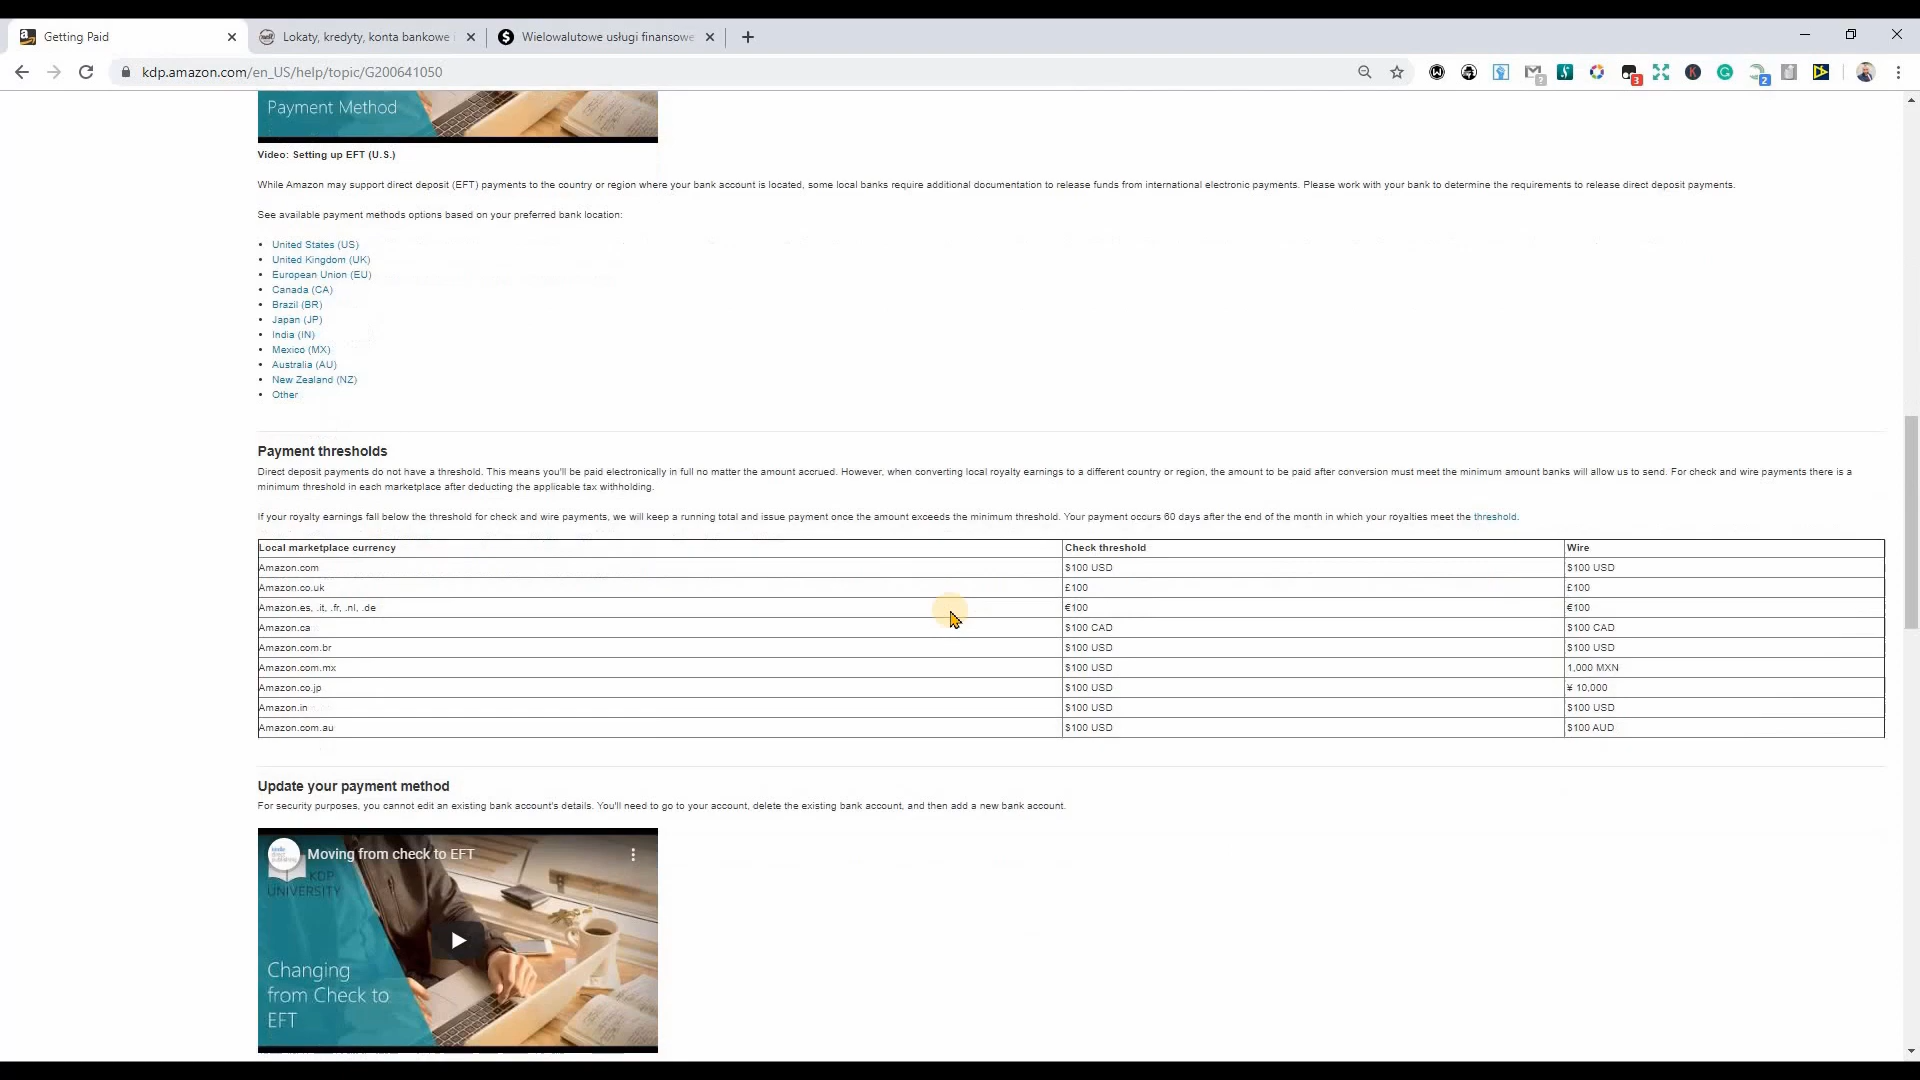 Getting Paid
Lokaty, kredyty, konta bankowe i
Wielowalutowe usługi finansowe
kdp.amazon.com/en_US/help/topic/G200641050
3
2
Payment Method
Video: Setting up EFT (U.S.)
While Amazon may support direct deposit (EFT) payments to the country or region where your bank account is located, some local banks require additional documentation to release funds from international electronic payments. Please work with your bank to determine the requirements to release direct deposit payments.
See available payment methods options based on your preferred bank location:
• United States (US)
• United Kingdom (UK)
• European Union (EU)
• Canada (CA)
• Brazil (BR)
• Japan (JP)
• India (IN)
• Mexico (MX)
• Australia (AU)
• New Zealand (NZ)
• Other
Payment thresholds
Direct deposit payments do not have a threshold. This means you'll be paid electronically in full no matter the amount accrued. However, when converting local royalty earnings to a different country or region, the amount to be paid after conversion must meet the minimum amount banks will allow us to send. For check and wire payments there is a
minimum threshold in each marketplace after deducting the applicable tax withholding.
If your royalty earnings fall below the threshold for check and wire payments, we will keep a running total and issue payment once the amount exceeds the minimum threshold. Your payment occurs 60 days after the end of the month in which your royalties meet the threshold.
Local marketplace currency Check threshold Wire
Amazon.com $100 USD $100 USD
Amazon.co.uk £100 £100
Amazon.es, .it, .fr, .nl, .de €100 €100
Amazon.ca $100 CAD $100 CAD
Amazon.com.br $100 USD $100 USD
Amazon.com.mx $100 USD 1,000 MXN
Amazon.co.jp $100 USD ¥ 10,000
Amazon.in $100 USD $100 USD
Amazon.com.au $100 USD $100 AUD
Update your payment method
For security purposes, you cannot edit an existing bank account's details. You'll need to go to your account, delete the existing bank account, and then add a new bank account.
Moving from check to EFT
KDP
UNIVERSITY
Changing
from Check to
EFT